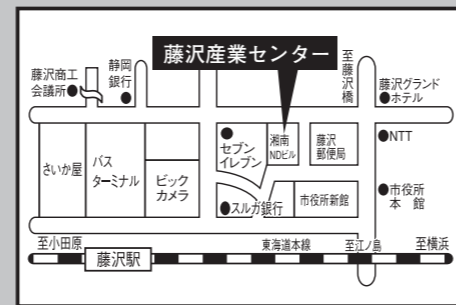 藤沢産業センター
藤沢商工
会議所
静岡
銀行
至藤沢橋
藤沢グランド
ホテル
さいか屋
バス
ターミナル
ビック
カメラ
セブン
イレブン
湘南
NDビル
藤沢
郵便局
NTT
スルガ銀行
市役所新館
市役所
本館
至小田原
藤沢駅
東海道本線
至江ノ島
至横浜